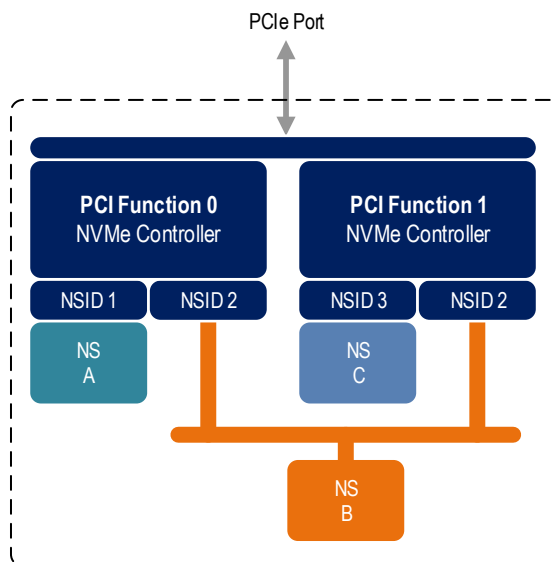 PCIe Port
PCI Function 0
NVMe Controller
PCI Function 1
NVMe Controller
NSID 1
NSID 2
NSID 3
NSID 2
NS
A
NS
C
NS
B